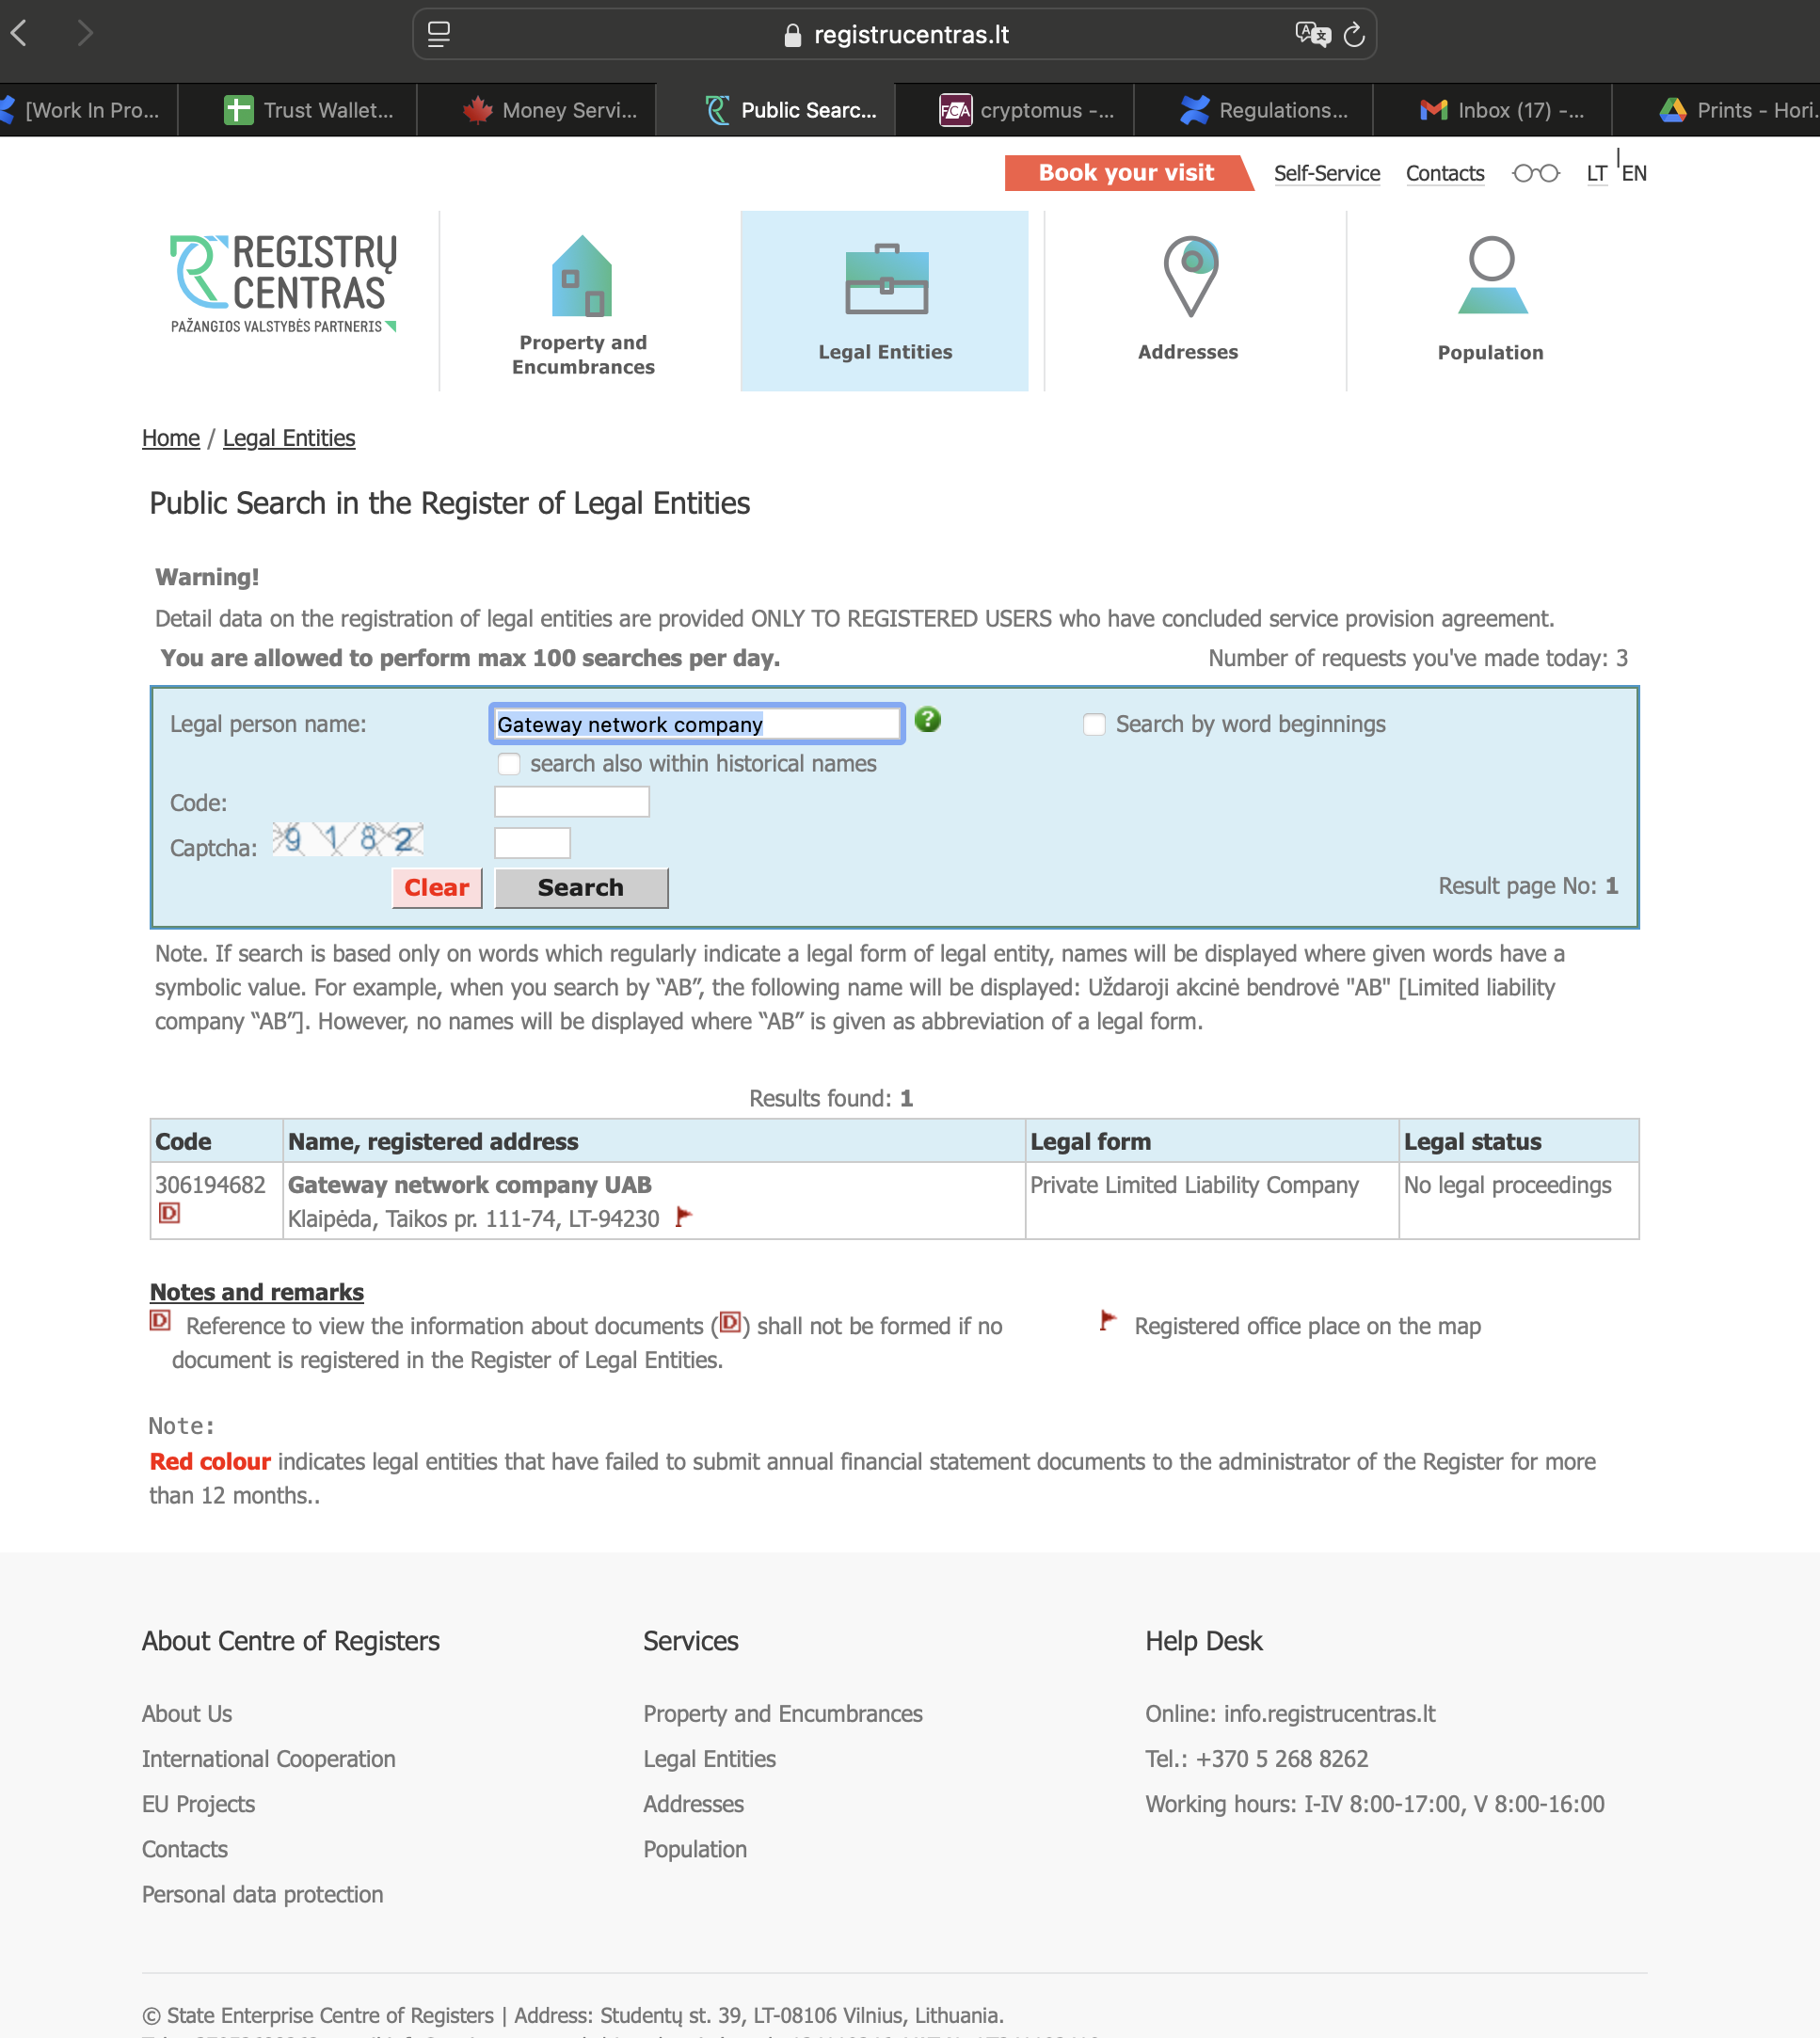 registrucentras.lt
[Work In Pro...
Trust Wallet...
Money Servi...
Public Searc...
FCA
cryptomus -...
Regulations...
Inbox (17) -...
Prints - Hori.
Book your visit
Self-Service
Contacts
LT
EN
REGISTRŲ
CENTRAS
PAŽANGIOS VALSTYBĖS PARTNERIS
Property and
Encumbrances
Legal Entities
Addresses
Population
Home / Legal Entities
Public Search in the Register of Legal Entities
Warning!
Detail data on the registration of legal entities are provided ONLY TO REGISTERED USERS who have concluded service provision agreement.
You are allowed to perform max 100 searches per day.
Number of requests you've made today: 3
Legal person name:
Gateway network company
?
Search by word beginnings
search also within historical names
Code:
Captcha:
9 1 8 2
Clear
Search
Result page No: 1
Note. If search is based only on words which regularly indicate a legal form of legal entity, names will be displayed where given words have a
symbolic value. For example, when you search by “AB”, the following name will be displayed: Uždaroji akcinė bendrovė "AB" [Limited liability
company “AB”]. However, no names will be displayed where “AB” is given as abbreviation of a legal form.
Results found: 1
Code
Name, registered address
Legal form
Legal status
306194682
D
Gateway network company UAB
Klaipėda, Taikos pr. 111-74, LT-94230
Private Limited Liability Company
No legal proceedings
Notes and remarks
D Reference to view the information about documents (D) shall not be formed if no
document is registered in the Register of Legal Entities.
Registered office place on the map
Note:
Red colour indicates legal entities that have failed to submit annual financial statement documents to the administrator of the Register for more
than 12 months..
About Centre of Registers
About Us
International Cooperation
EU Projects
Contacts
Personal data protection
Services
Property and Encumbrances
Legal Entities
Addresses
Population
Help Desk
Online: info.registrucentras.lt
Tel.: +370 5 268 8262
Working hours: I-IV 8:00-17:00, V 8:00-16:00
© State Enterprise Centre of Registers | Address: Studentų st. 39, LT-08106 Vilnius, Lithuania.